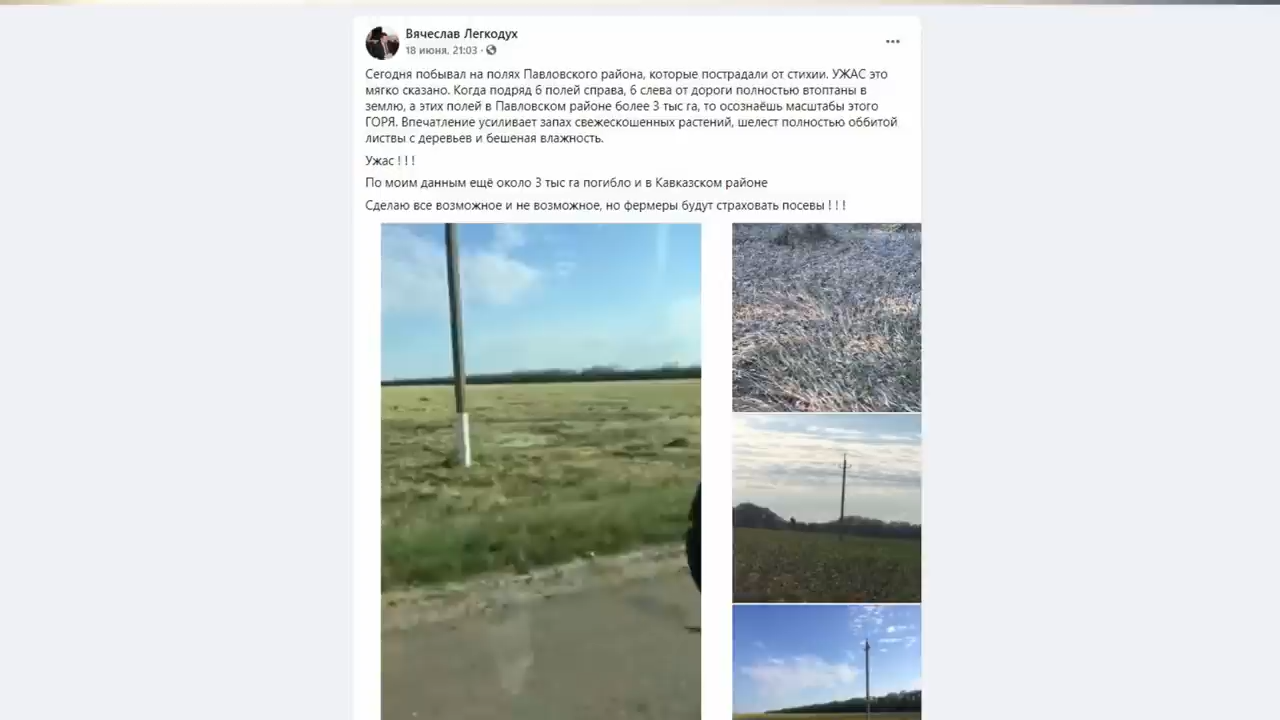 Вячеслав Легкодух
18 июня, 21:03 ·
Сегодня побывал на полях Павловского района, которые пострадали от стихии. УЖАС это
мягко сказано. Когда подряд 6 полей справа, 6 слева от дороги полностью втоптаны в
землю, а этих полей в Павловском районе более 3 тыс га, то осознаёшь масштабы этого
ГОРЯ. Впечатление усиливает запах свежескошенных растений, шелест полностью оббитой
листвы с деревьев и бешеная влажность.
Ужас ! ! !
По моим данным ещё около 3 тыс га погибло и в Кавказском районе
Сделаю все возможное и не возможное, но фермеры будут страховать посевы ! ! !